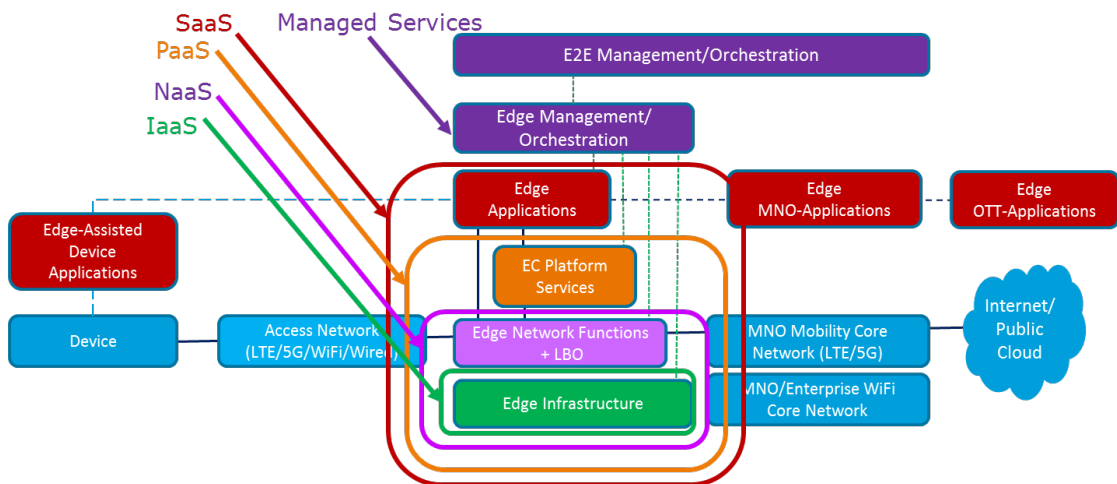 SaaS
PaaS
NaaS
IaaS
Managed Services
E2E Management/Orchestration
Edge Management/
Orchestration
Edge
Applications
Edge
MNO-Applications
Edge
OTT-Applications
Edge-Assisted
Device
Applications
EC Platform
Services
Device
Access Network
(LTE/5G/WiFi/Wired)
Edge Network Functions
+ LBO
MNO Mobility Core
Network (LTE/5G)
Internet/
Public
Cloud
Edge Infrastructure
MNO/Enterprise WiFi
Core Network